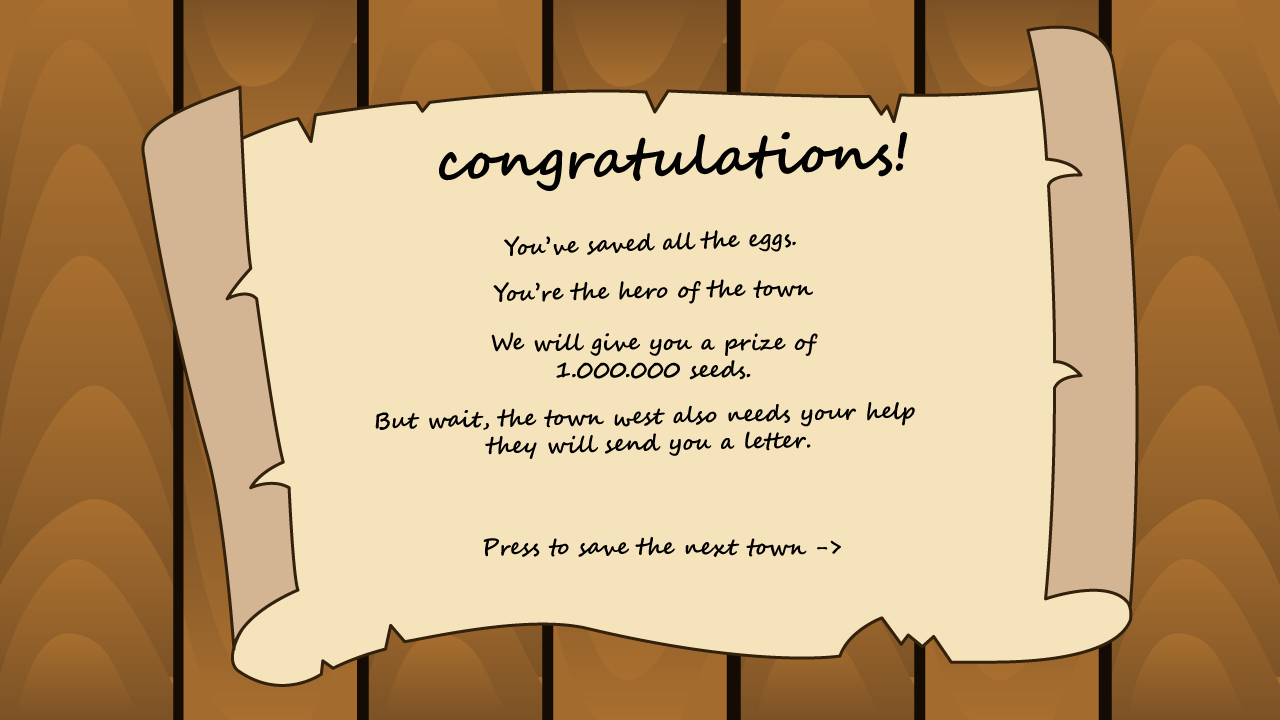 congratulations!
You've saved all the eggs.
You're the hero of the town
We will give you a prize of
1.000.000 seeds.
But wait, the town west also needs your help
they will send you a letter.
Press to save the next town ->